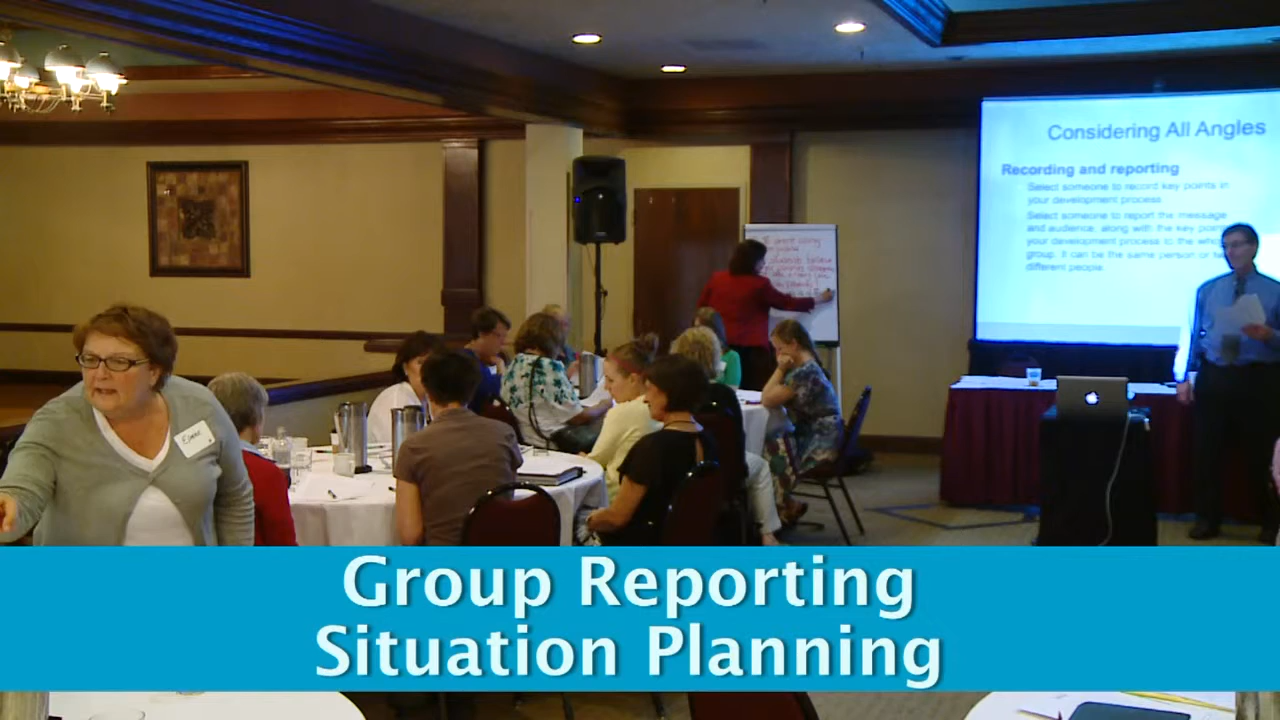 Considering All Angles
Recording and reporting
Select someone to record key points in
your development process
Select someone to report the message
and audience, along with the key
your development process to the
group. It can be the same person or
different people
Group Reporting
Situation Planning